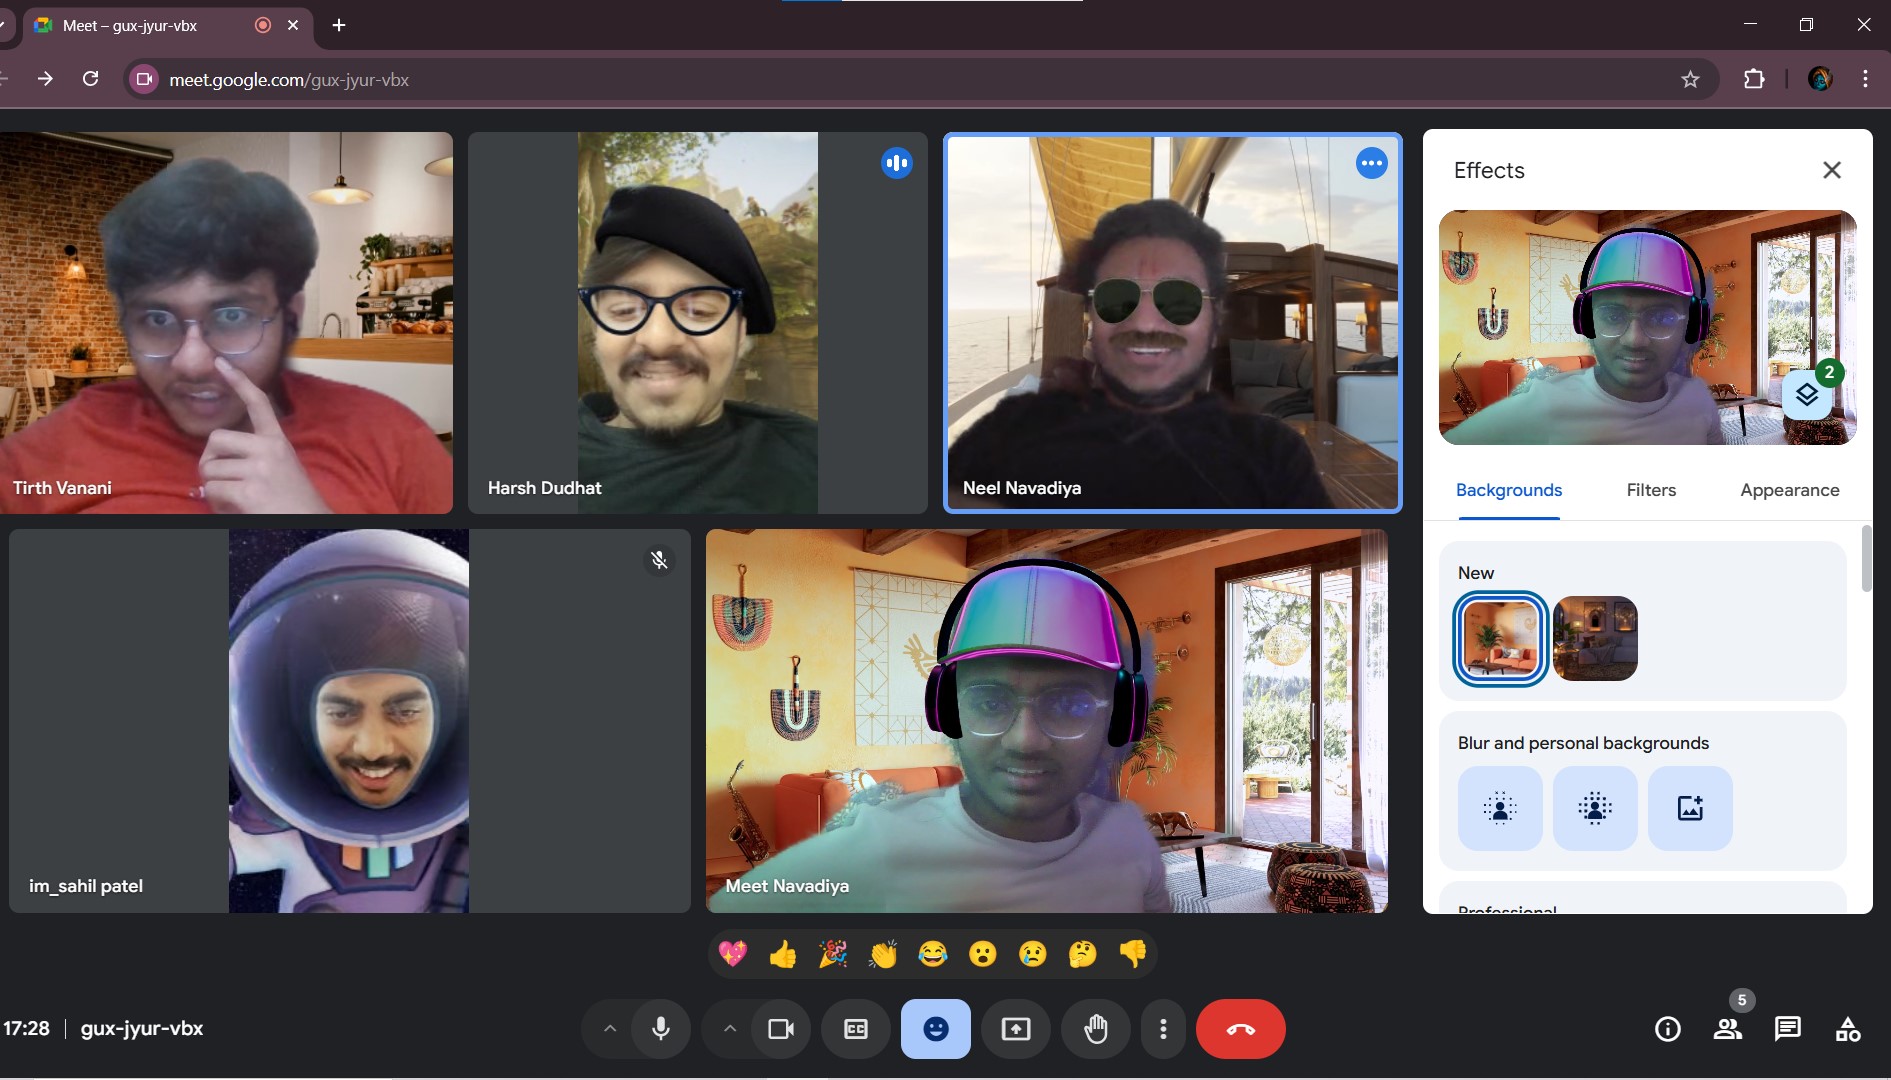 Meet – gux-jyur-vbx
meet.google.com/gux-jyur-vbx
Tirth Vanani
Harsh Dudhat
Neel Navadiya
im_sahil patel
Meet Navadiya
Effects
2
Backgrounds Filters Appearance
New
Blur and personal backgrounds
Professional
17:28 | gux-jyur-vbx
CC
5